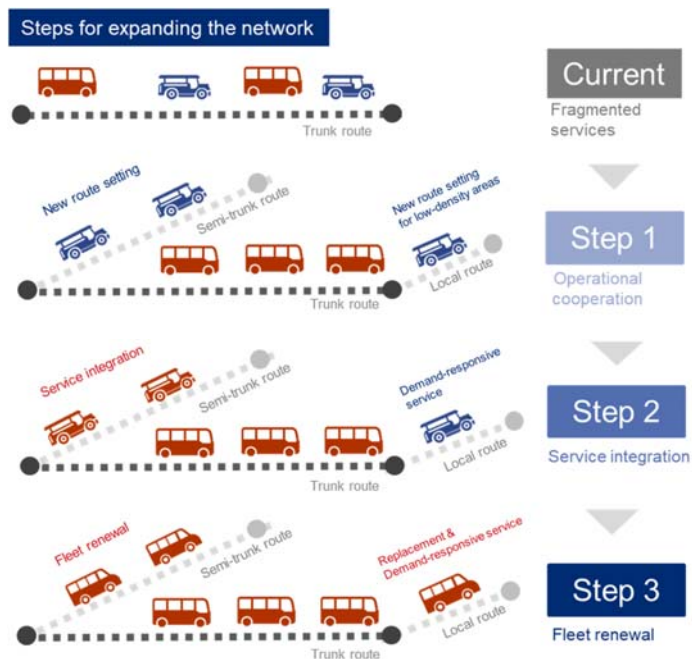 Steps for expanding the network
Current
Fragmented
services
Trunk route
New route setting
Semi-trunk route
New route setting
for low-density areas
Step 1
Local route
Operational
cooperation
Trunk route
Service integration
Semi-trunk route
Demand-responsive
service
Step 2
Local route
Service integration
Trunk route
Fleet renewal
Semi-trunk route
Replacement &
Demand-responsive service
Step 3
Local route
Fleet renewal
Trunk route